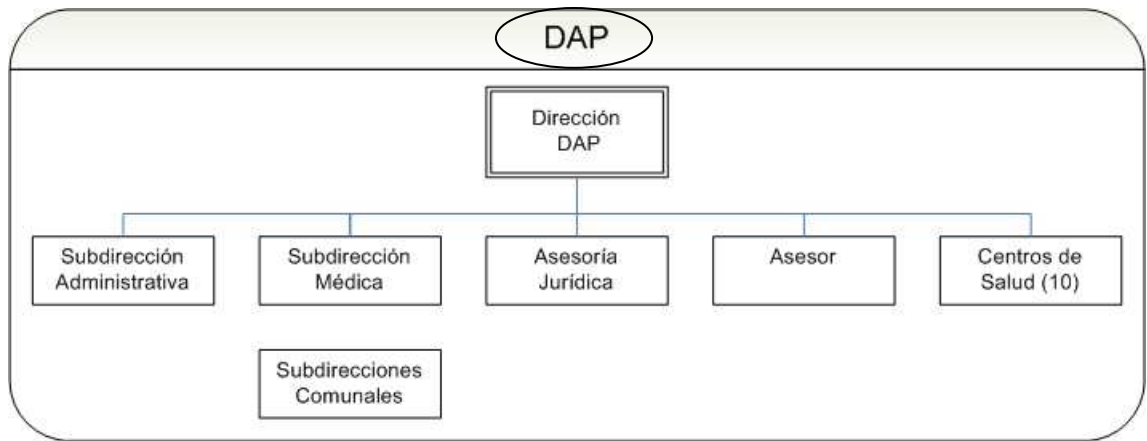 DAP
Dirección
DAP
Subdirección
Administrativa
Subdirección
Médica
Asesoría
Jurídica
Asesor
Centros de
Salud (10)
Subdirecciones
Comunales